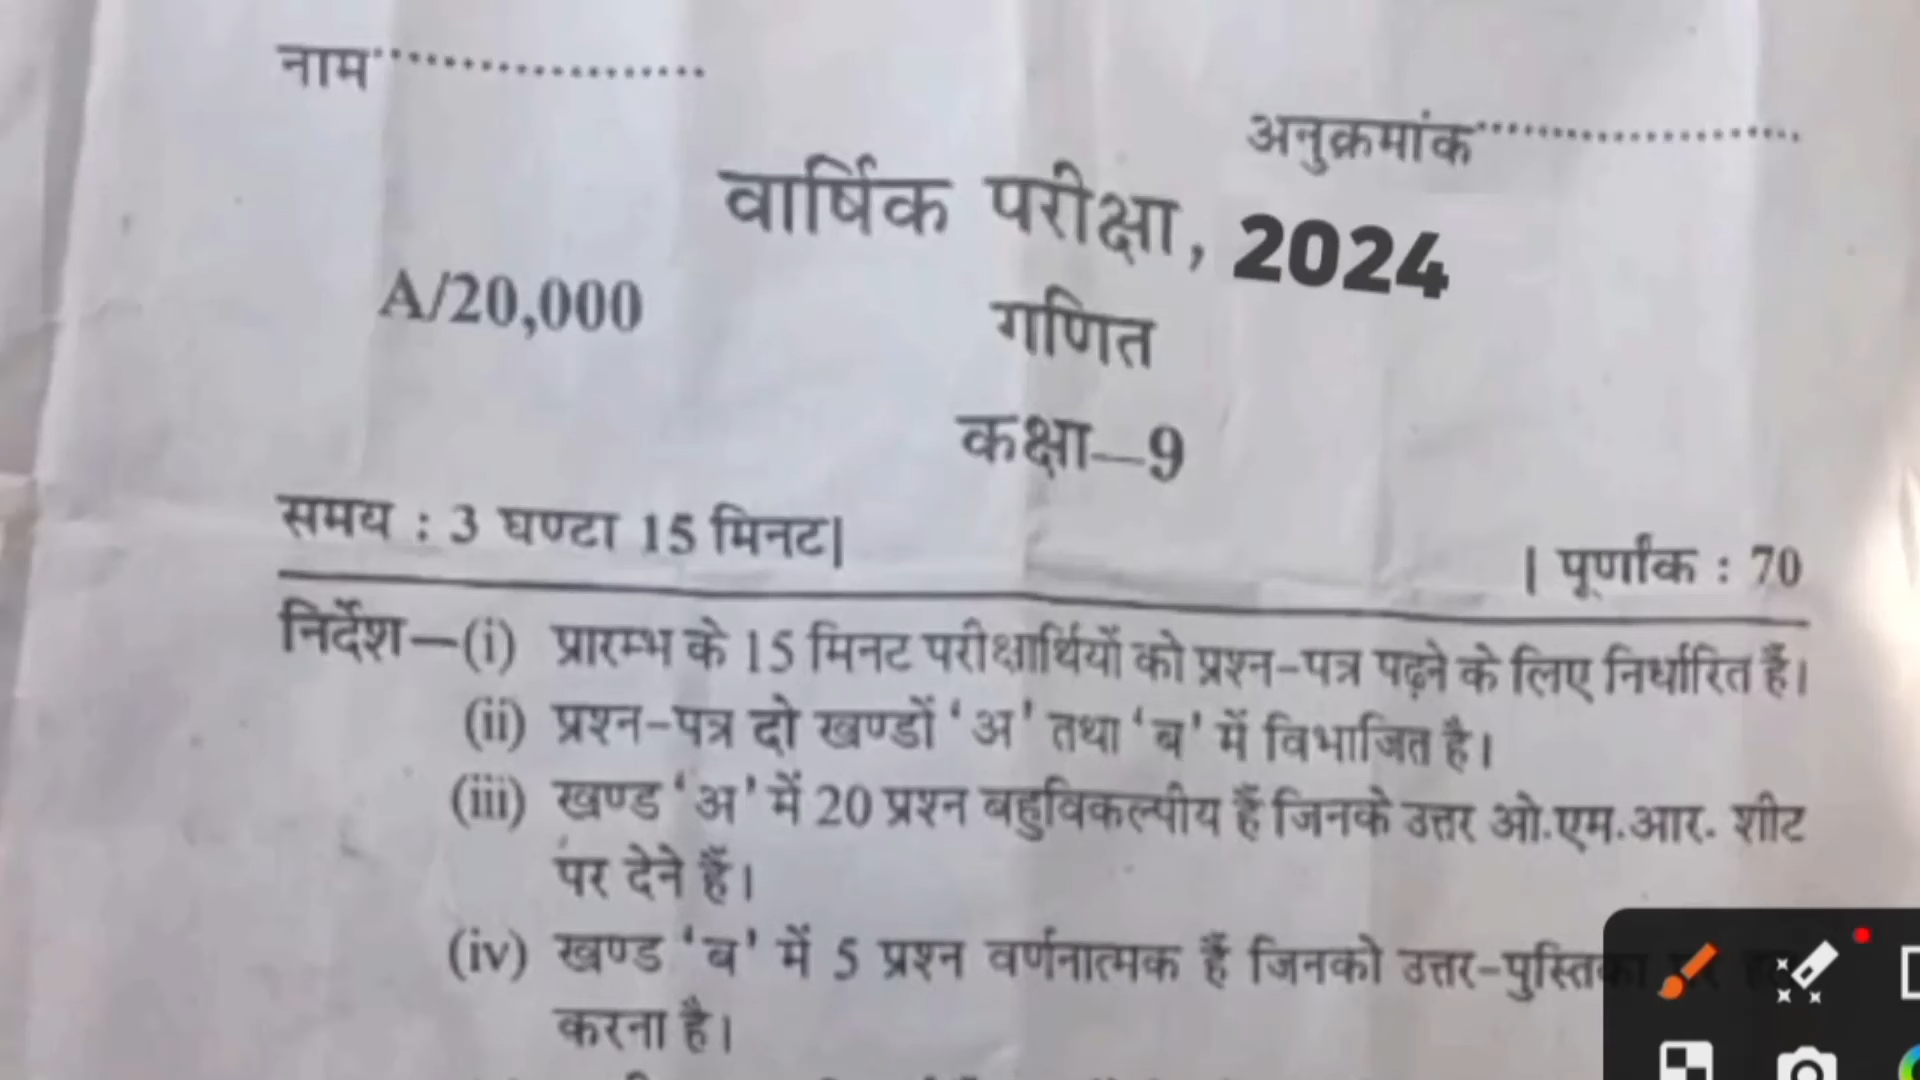 नाम..................
अनुक्रमांक........................
वार्षिक परीक्षा, 2024
A/20,000
गणित
कक्षा—9
समय : 3 घण्टा 15 मिनट|
| पूर्णांक : 70
निर्देश—(i) प्रारम्भ के 15 मिनट परीक्षार्थियों को प्रश्न-पत्र पढ़ने के लिए निर्धारित हैं।
(ii) प्रश्न-पत्र दो खण्डों ‘अ’ तथा ‘ब’ में विभाजित है।
(iii) खण्ड ‘अ’ में 20 प्रश्न बहुविकल्पीय हैं जिनके उत्तर ओ.एम.आर. शीट
पर देने हैं।
(iv) खण्ड ‘ब’ में 5 प्रश्न वर्णनात्मक हैं जिनको
करना है।